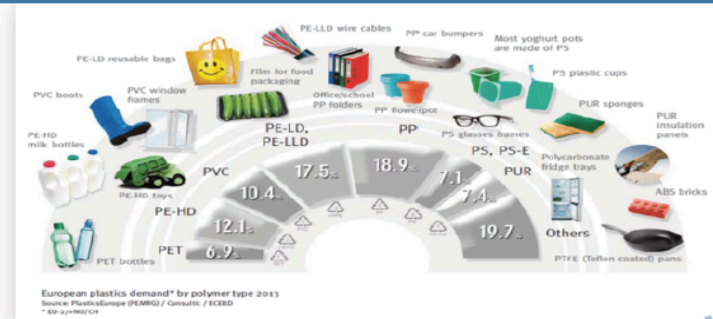 PE-LLD wire cables
PP car bumpers
Most yoghurt pots
are made of PS
PE-LD reusable bags
Film for food
packaging
PS plastic cups
PVC window
frames
PVC boots
Office/school
PP folders
PP flowerpot
PUR sponges
PUR
insulation
panels
PE-LD,
PE-LLD
PP
PS glasses frames
PS, PS-E
PE-HD
milk bottles
PVC
17.5%
18.9%
7.1%
7.4%
PUR
Polycarbonate
fridge trays
PE-HD toys
10.4%
ABS bricks
PE-HD
12.1%
19.7%
Others
PET
6.9%
PET bottles
PTFE (Teflon coated) pans
European plastics demand* by polymer type 2013
Source: PlasticsEurope (PEMRG) / Consultic / ECEBD
* EU-27+NO/CH